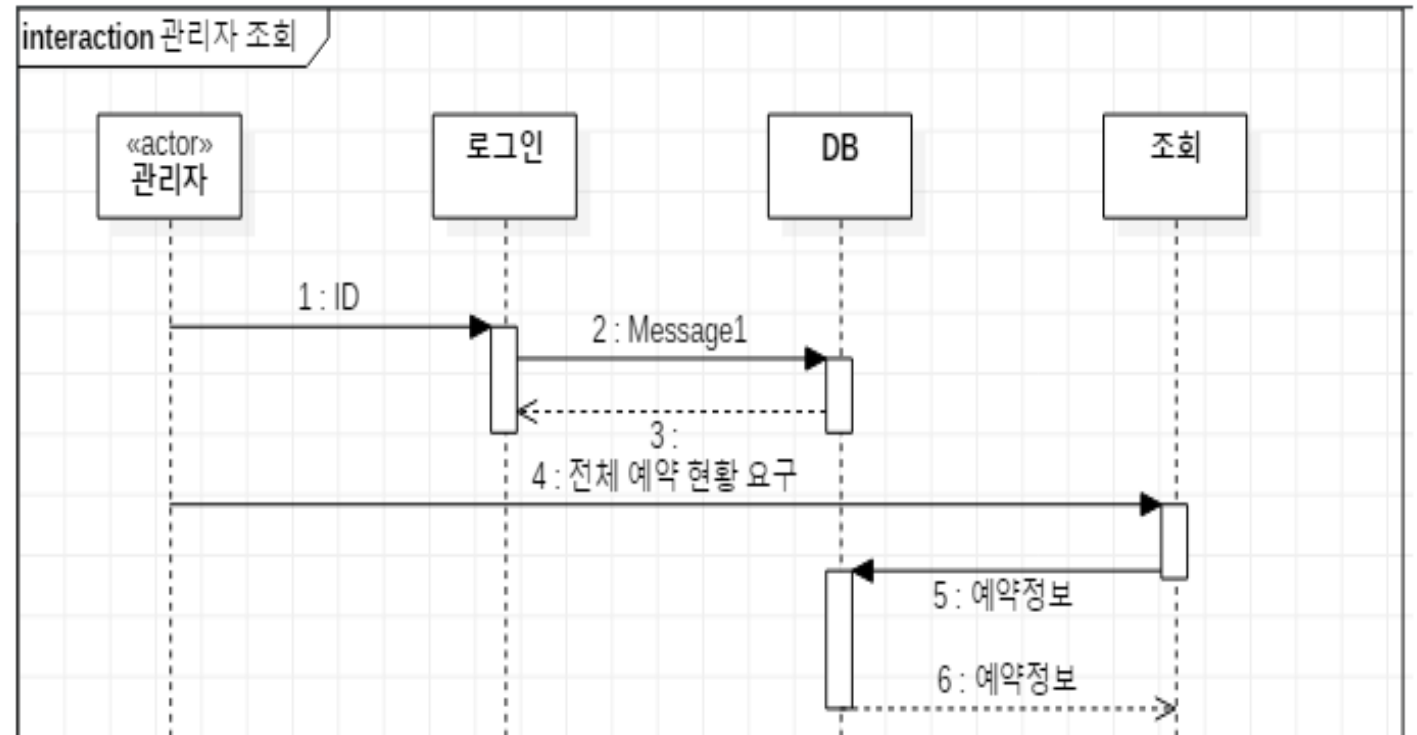 interaction 관리자 조회
«actor»
관리자
로그인
DB
조회
1 : ID
2 : Message1
3 :
4 : 전체 예약 현황 요구
5 : 예약정보
6 : 예약정보